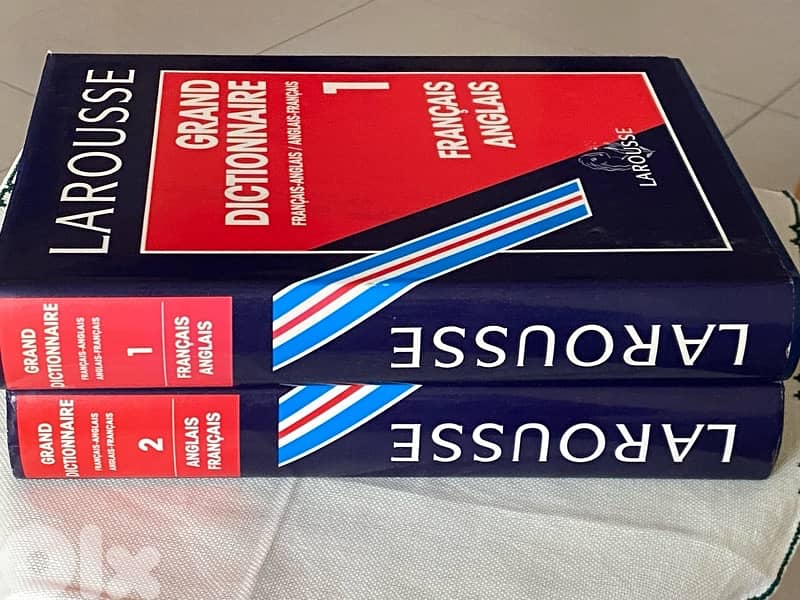 LAROUSSE
GRAND
DICTIONNAIRE
FRANÇAIS-ANGLAIS / ANGLAIS-FRANÇAIS
1
FRANÇAIS
ANGLAIS
LAROUSSE
GRAND
DICTIONNAIRE
FRANÇAIS-ANGLAIS
ANGLAIS-FRANÇAIS
1
FRANÇAIS
ANGLAIS
LAROUSSE
GRAND
DICTIONNAIRE
FRANÇAIS-ANGLAIS
ANGLAIS-FRANÇAIS
2
ANGLAIS
FRANÇAIS
LAROUSSE
olx